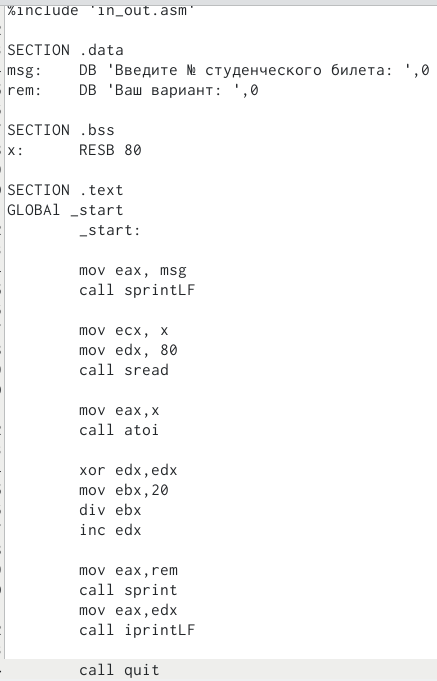 %include 'in_out.asm'
SECTION .data
msg: DB 'Введите № студенческого билета: ',0
rem: DB 'Ваш вариант: ',0
SECTION .bss
x: RESB 80
SECTION .text
GLOBAl _start
_start:
mov eax, msg
call sprintLF
mov ecx, x
mov edx, 80
call sread
mov eax,x
call atoi
xor edx,edx
mov ebx,20
div ebx
inc edx
mov eax,rem
call sprint
mov eax,edx
call iprintLF
call quit